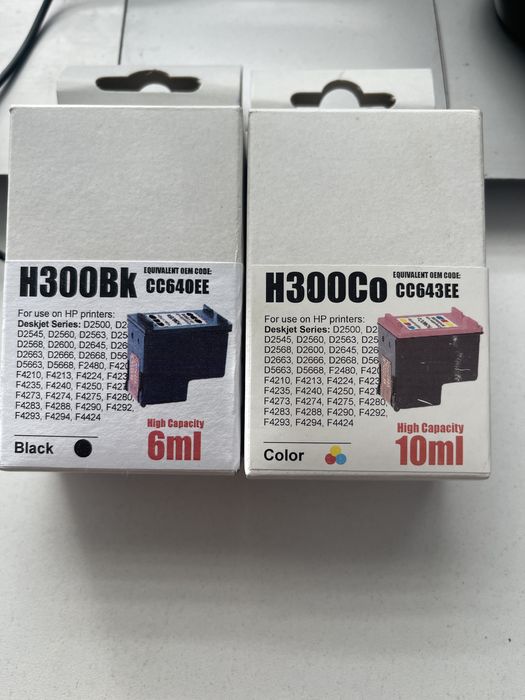 H300Bk
EQUIVALENT OEM CODE:
CC640EE
For use on HP printers:
Deskjet Series: D2500,
D2545, D2560, D2563,
D2568, D2600, D2645,
D2663, D2666, D2668,
D5663, D5668, F2480,
F4210, F4213, F4224,
F4235, F4240, F4250,
F4273, F4274, F4275, F4280,
F4283, F4288, F4290, F4292,
F4293, F4294, F4424
High Capacity
Black
6ml
H300Co
EQUIVALENT OEM CODE:
CC643EE
For use on HP printers:
Deskjet Series: D2500,
D2545, D2560, D2563,
D2568, D2600, D2645,
D2663, D2666, D2668,
D5663, D5668, F2480,
F4210, F4213, F4224,
F4235, F4240, F4250,
F4273, F4274, F4275, F4280,
F4283, F4288, F4290, F4292,
F4293, F4294, F4424
High Capacity
Color
10ml